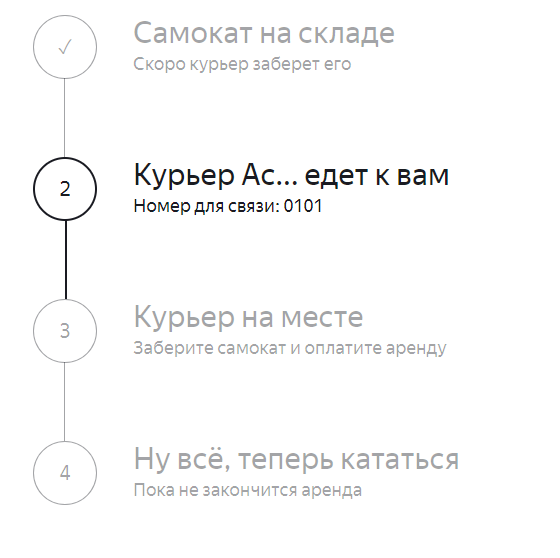 ✓
Самокат на складе
Скоро курьер заберет его
2
Курьер Ас... едет к вам
Номер для связи: 0101
3
Курьер на месте
Заберите самокат и оплатите аренду
4
Ну всё, теперь кататься
Пока не закончится аренда